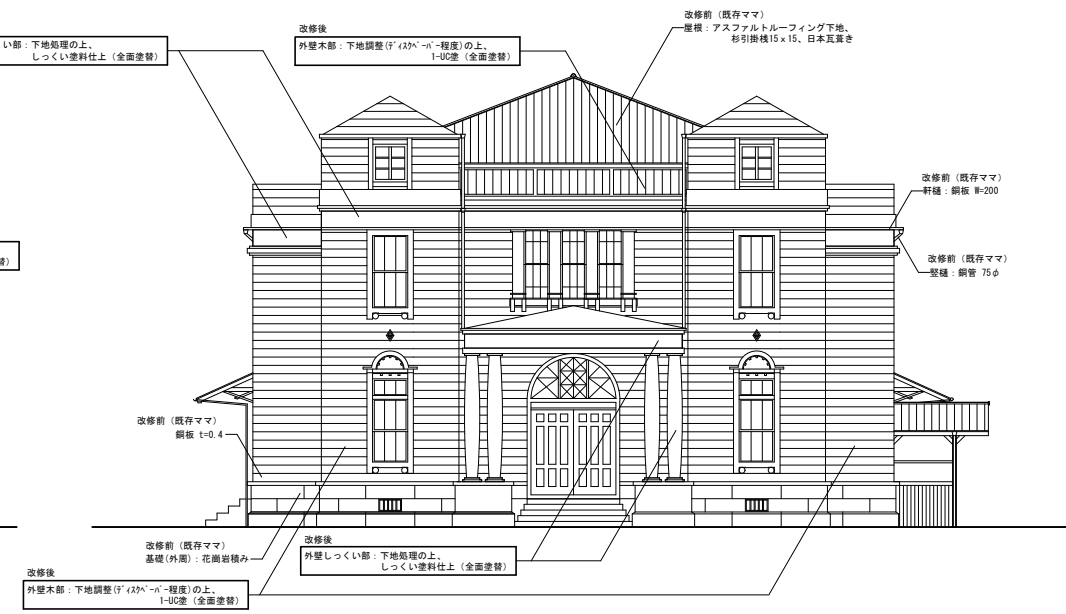 改修前（既存ママ）
屋根：アスファルトルーフィング下地、
杉引掛桟15ｘ15、日本瓦葺き
改修後
外壁木部：下地調整(ﾃﾞｨｽｸﾍﾟｰﾊﾟｰ程度)の上、
1-UC塗（全面塗替）
い部：下地処理の上、
しっくい塗料仕上（全面塗替）
改修前（既存ママ）
軒樋：銅板 W=200
改修前（既存ママ）
竪樋：銅管 75φ
替）
改修前（既存ママ）
銅板 t=0.4
改修前（既存ママ）
基礎(外周)：花崗岩積み
改修後
外壁しっくい部：下地処理の上、
しっくい塗料仕上（全面塗替）
改修後
外壁木部：下地調整(ﾃﾞｨｽｸﾍﾟｰﾊﾟｰ程度)の上、
1-UC塗（全面塗替）